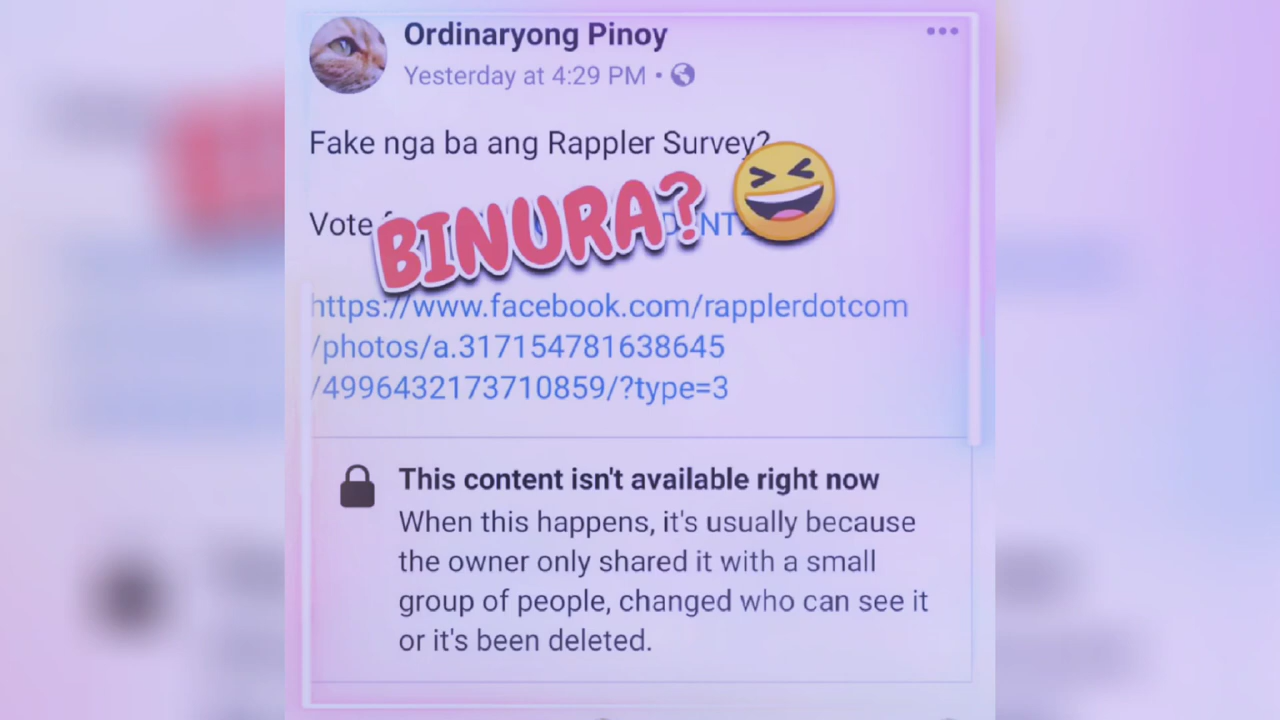 Ordinaryong Pinoy
Yesterday at 4:29 PM •
Fake nga ba ang Rappler Survey?
Vote
BINURA?
https://www.facebook.com/rapplerdotcom
/photos/a.317154781638645
/4996432173710859/?type=3
This content isn't available right now
When this happens, it's usually because
the owner only shared it with a small
group of people, changed who can see it
or it's been deleted.